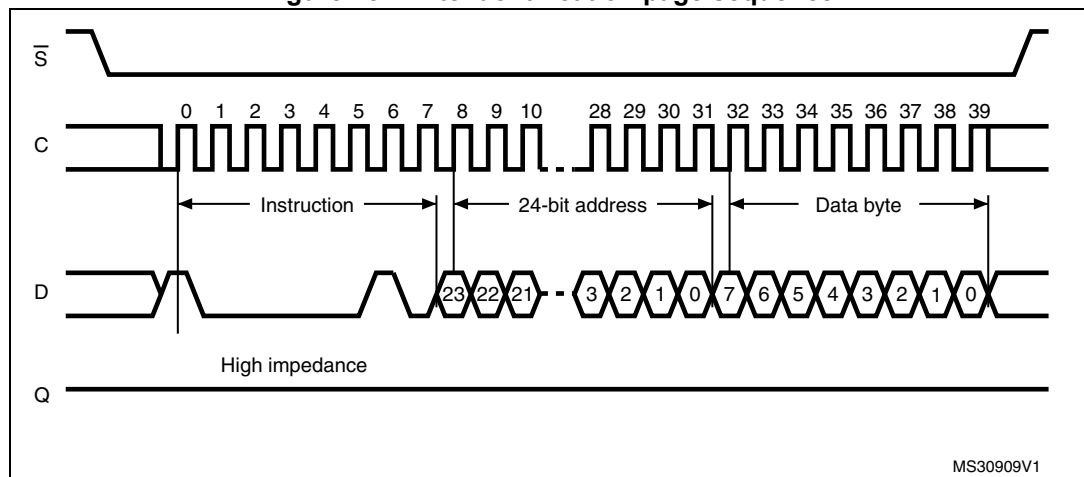 S
0 1 2 3 4 5 6 7 8 9 10 28 29 30 31 32 33 34 35 36 37 38 39
C
Instruction 24-bit address Data byte
D 23 22 21 3 2 1 0 7 6 5 4 3 2 1 0
High impedance
Q
MS30909V1